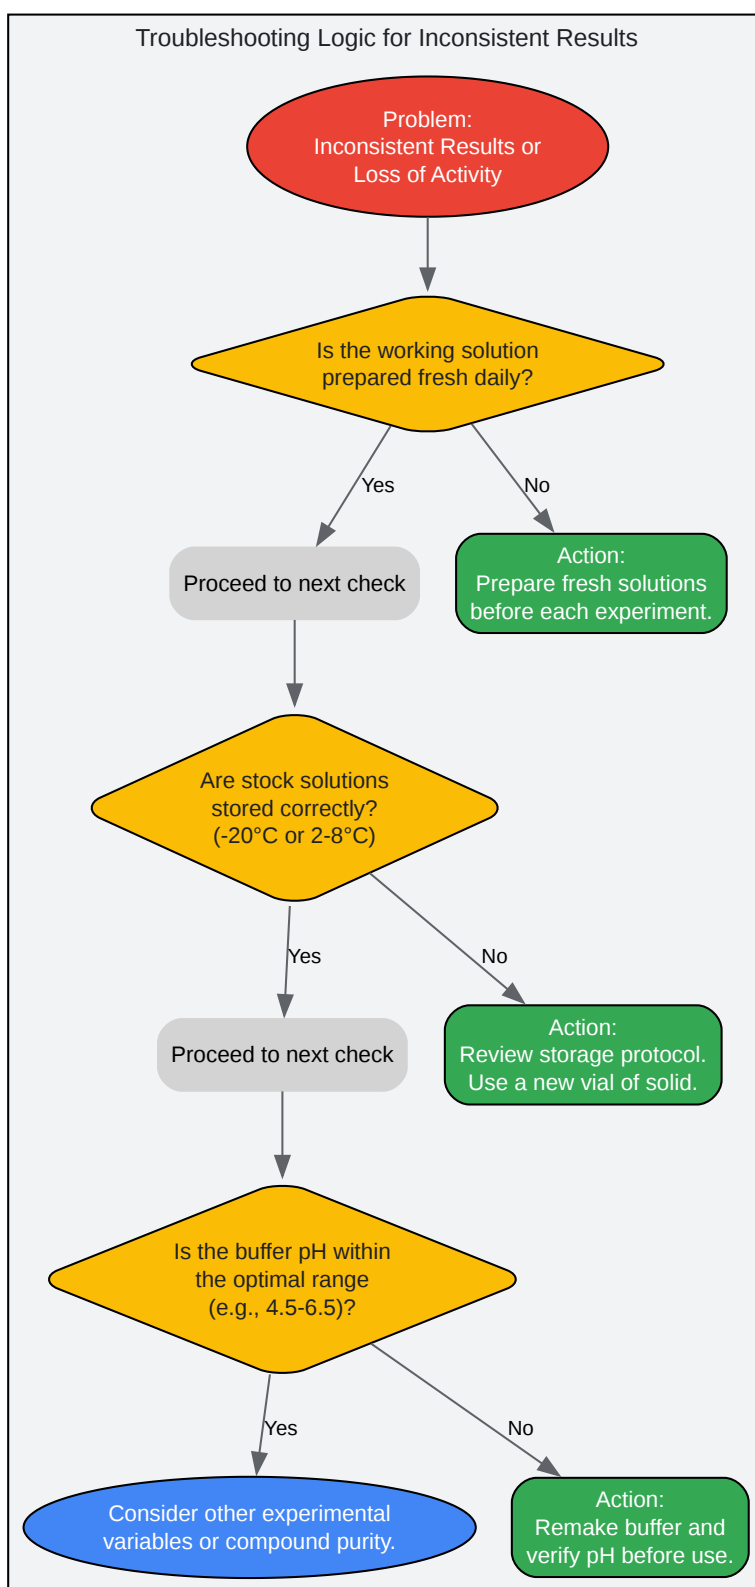 Troubleshooting Logic for Inconsistent Results
Problem:
Inconsistent Results or
Loss of Activity
Is the working solution
prepared fresh daily?
Yes
No
Proceed to next check
Action:
Prepare fresh solutions
before each experiment.
Are stock solutions
stored correctly?
(-20°C or 2-8°C)
Yes
No
Proceed to next check
Action:
Review storage protocol.
Use a new vial of solid.
Is the buffer pH within
the optimal range
(e.g., 4.5-6.5)?
Yes
No
Consider other experimental
variables or compound purity.
Action:
Remake buffer and
verify pH before use.